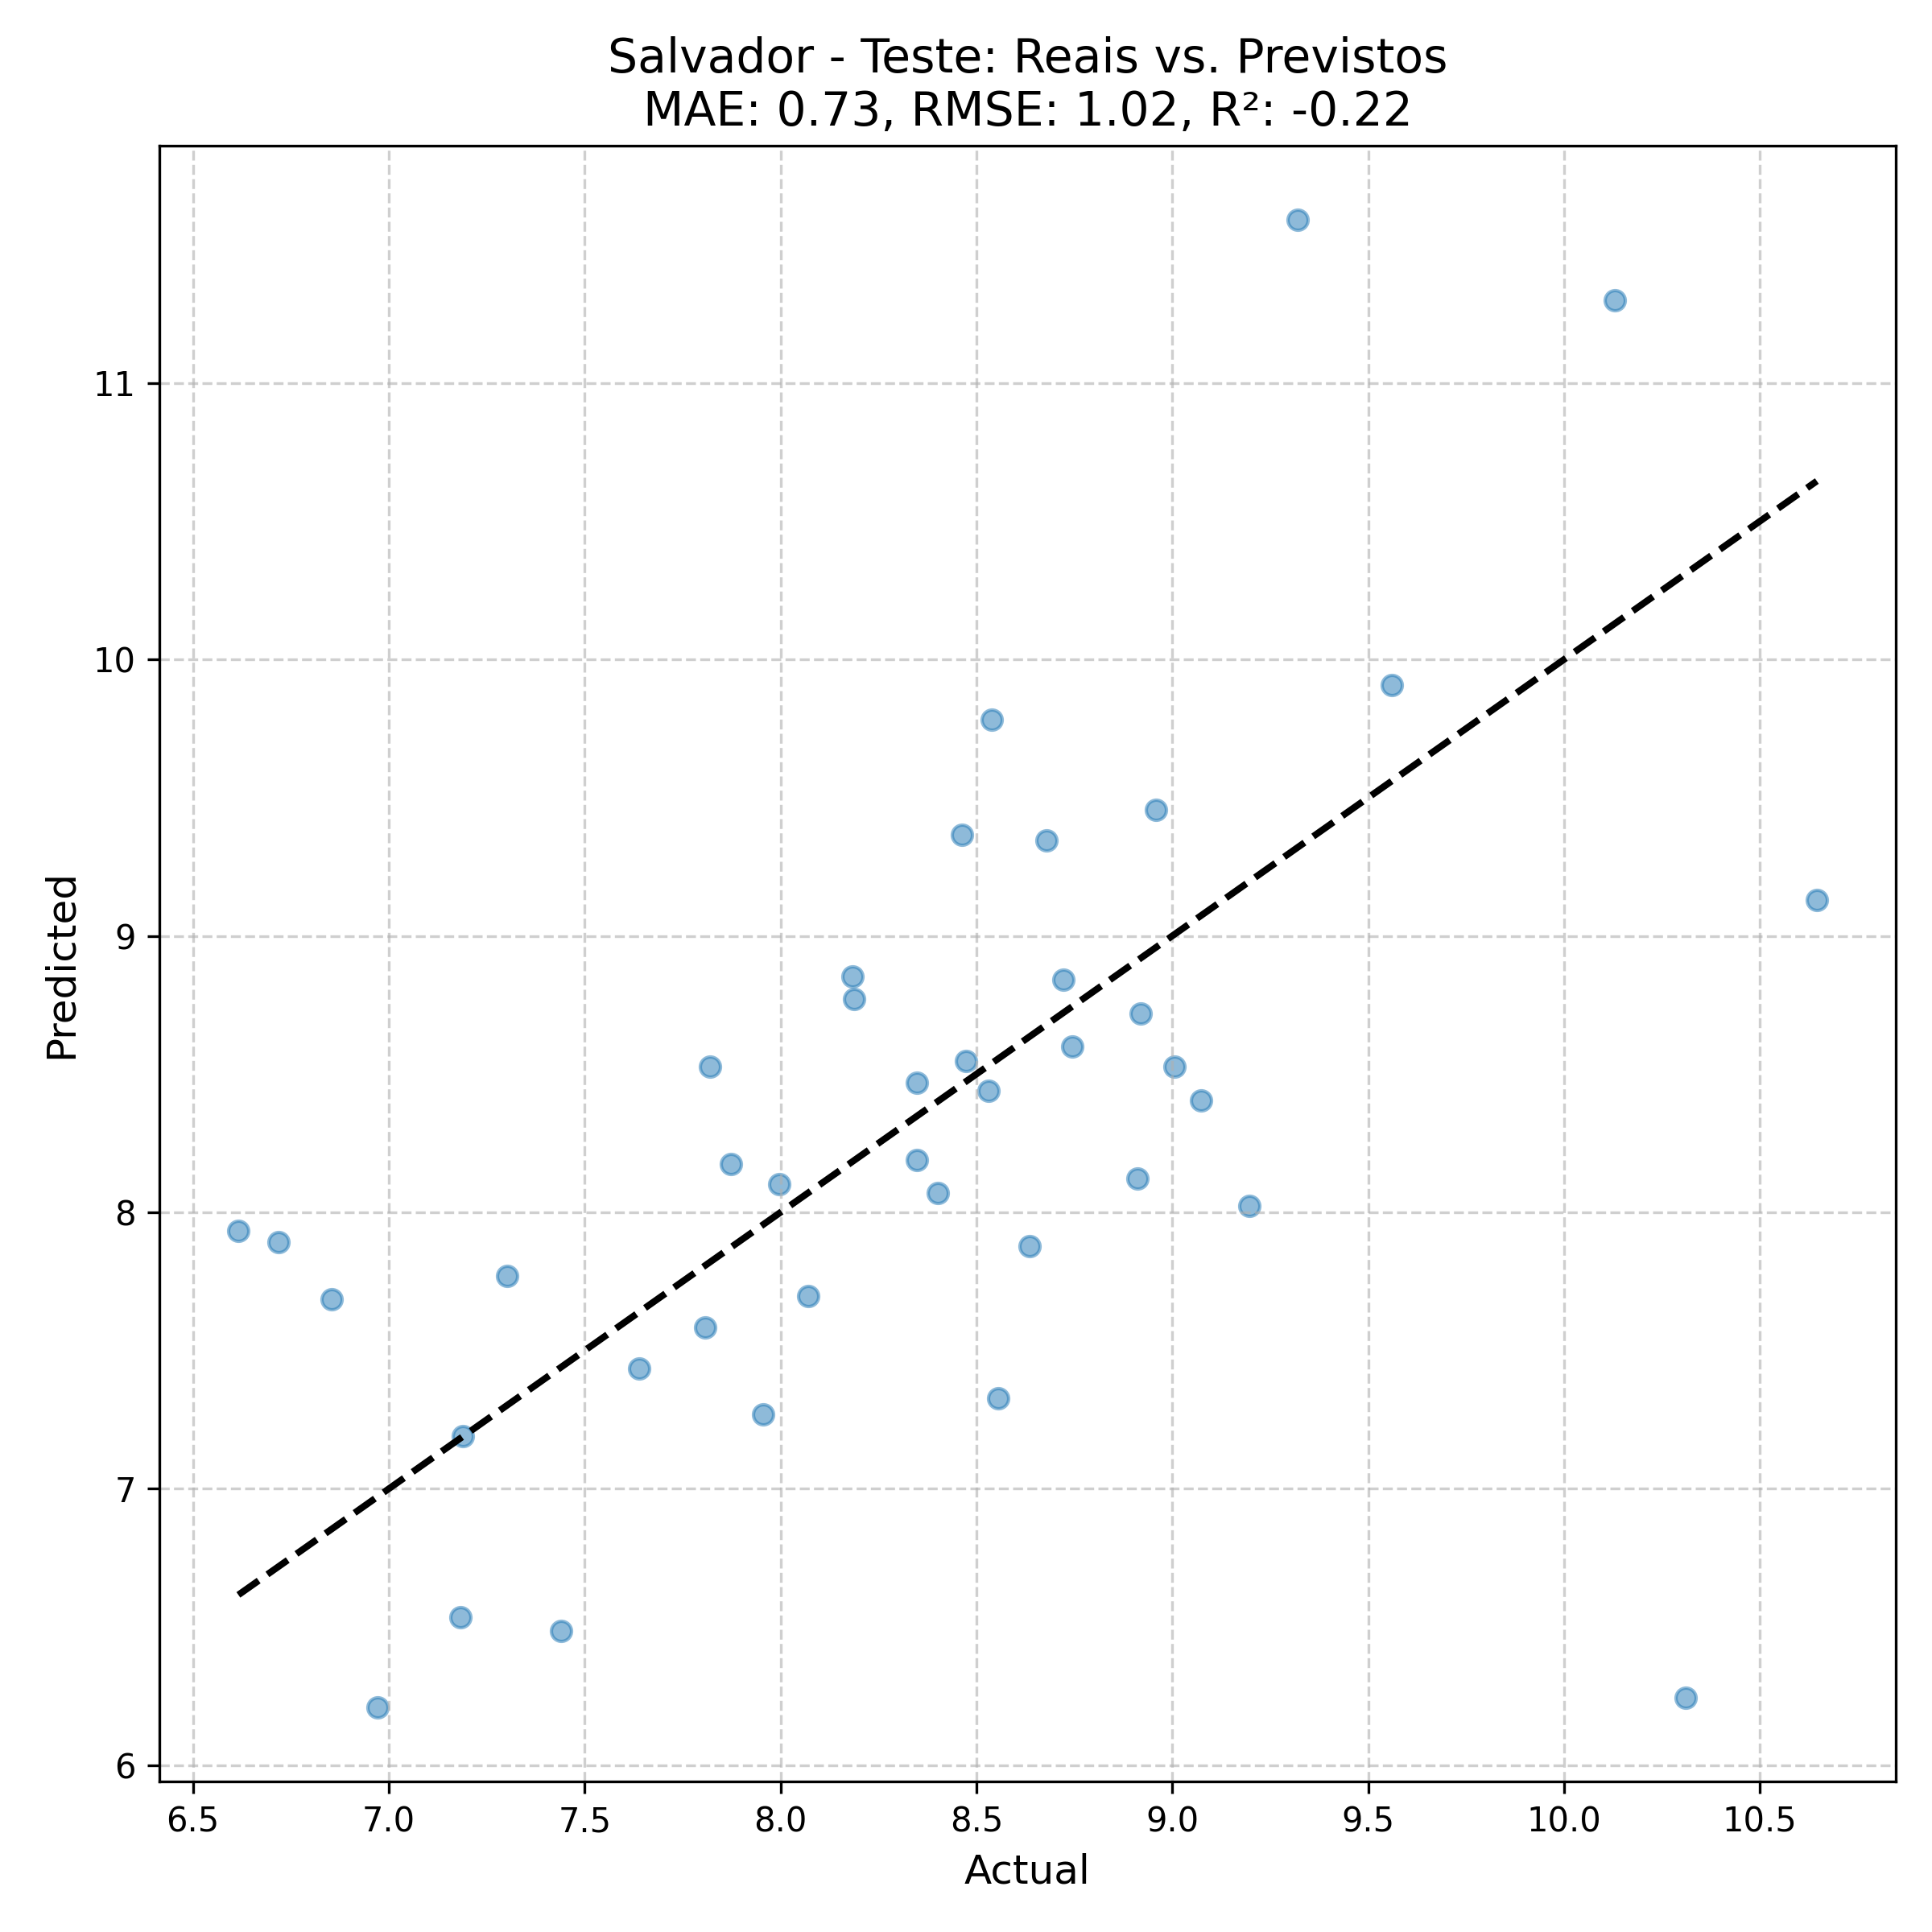 Salvador - Teste: Reais vs. Previstos
MAE: 0.73, RMSE: 1.02, R²: -0.22
11
10
9
8
7
6
Predicted
6.5 7.0 7.5 8.0 8.5 9.0 9.5 10.0 10.5
Actual